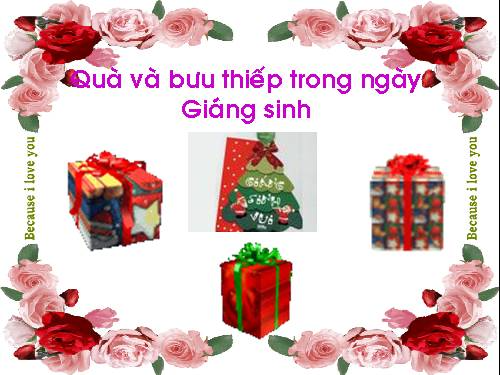 Quà và bưu thiếp trong ngày
Giáng sinh
Because i love you
Because i love you